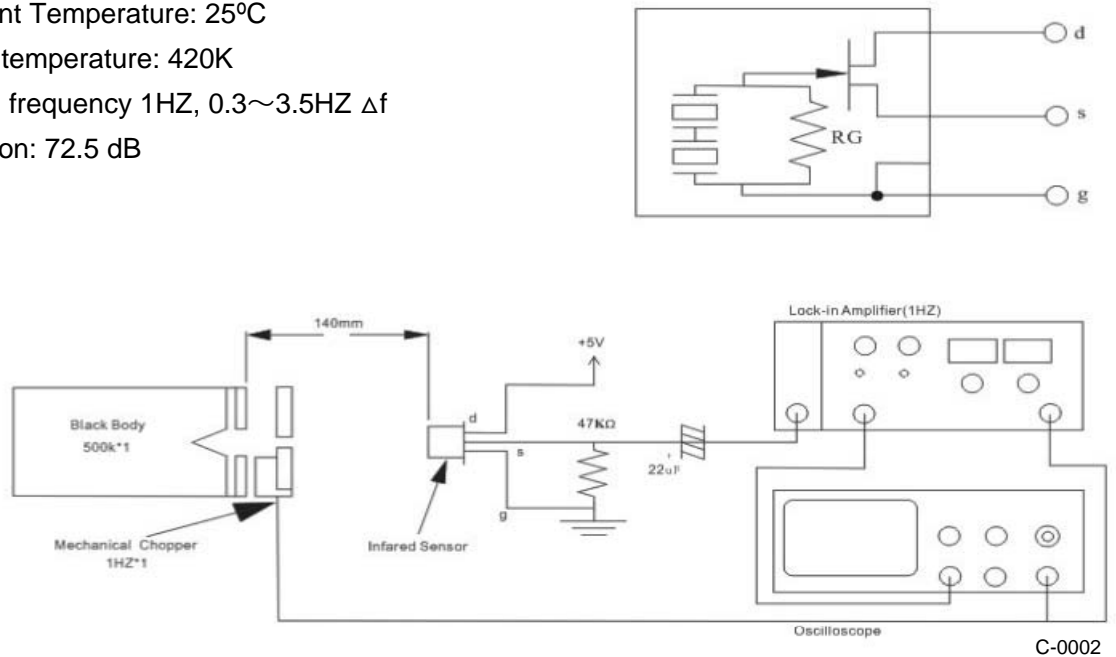 nt Temperature: 25ºC
temperature: 420K
frequency 1HZ, 0.3～3.5HZ △f
on: 72.5 dB
d
s
RG
g
Lock-in Amplifier(1HZ)
140mm
+5V
Black Body
500k*1
d
47KΩ
s
22uF
g
Mechanical Chopper
1HZ*1
Infared Sensor
Oscilloscope
C-0002